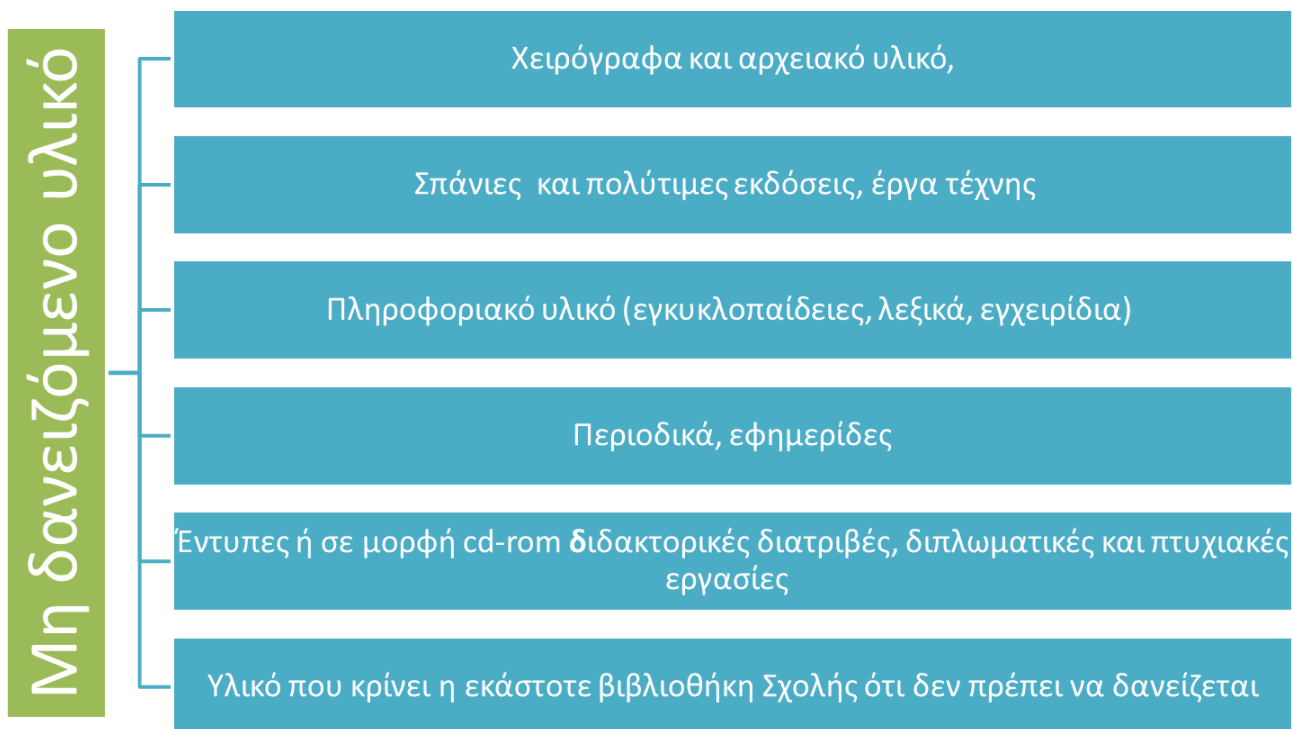 Μη δανειζόμενο υλικό
Χειρόγραφα και αρχειακό υλικό,
Σπάνιες  και πολύτιμες εκδόσεις, έργα τέχνης
Πληροφοριακό υλικό (εγκυκλοπαίδειες, λεξικά, εγχειρίδια)
Περιοδικά, εφημερίδες
Έντυπες ή σε μορφή cd-rom διδακτορικές διατριβές, διπλωματικές και πτυχιακές
εργασίες
Υλικό που κρίνει η εκάστοτε βιβλιοθήκη Σχολής ότι δεν πρέπει να δανείζεται